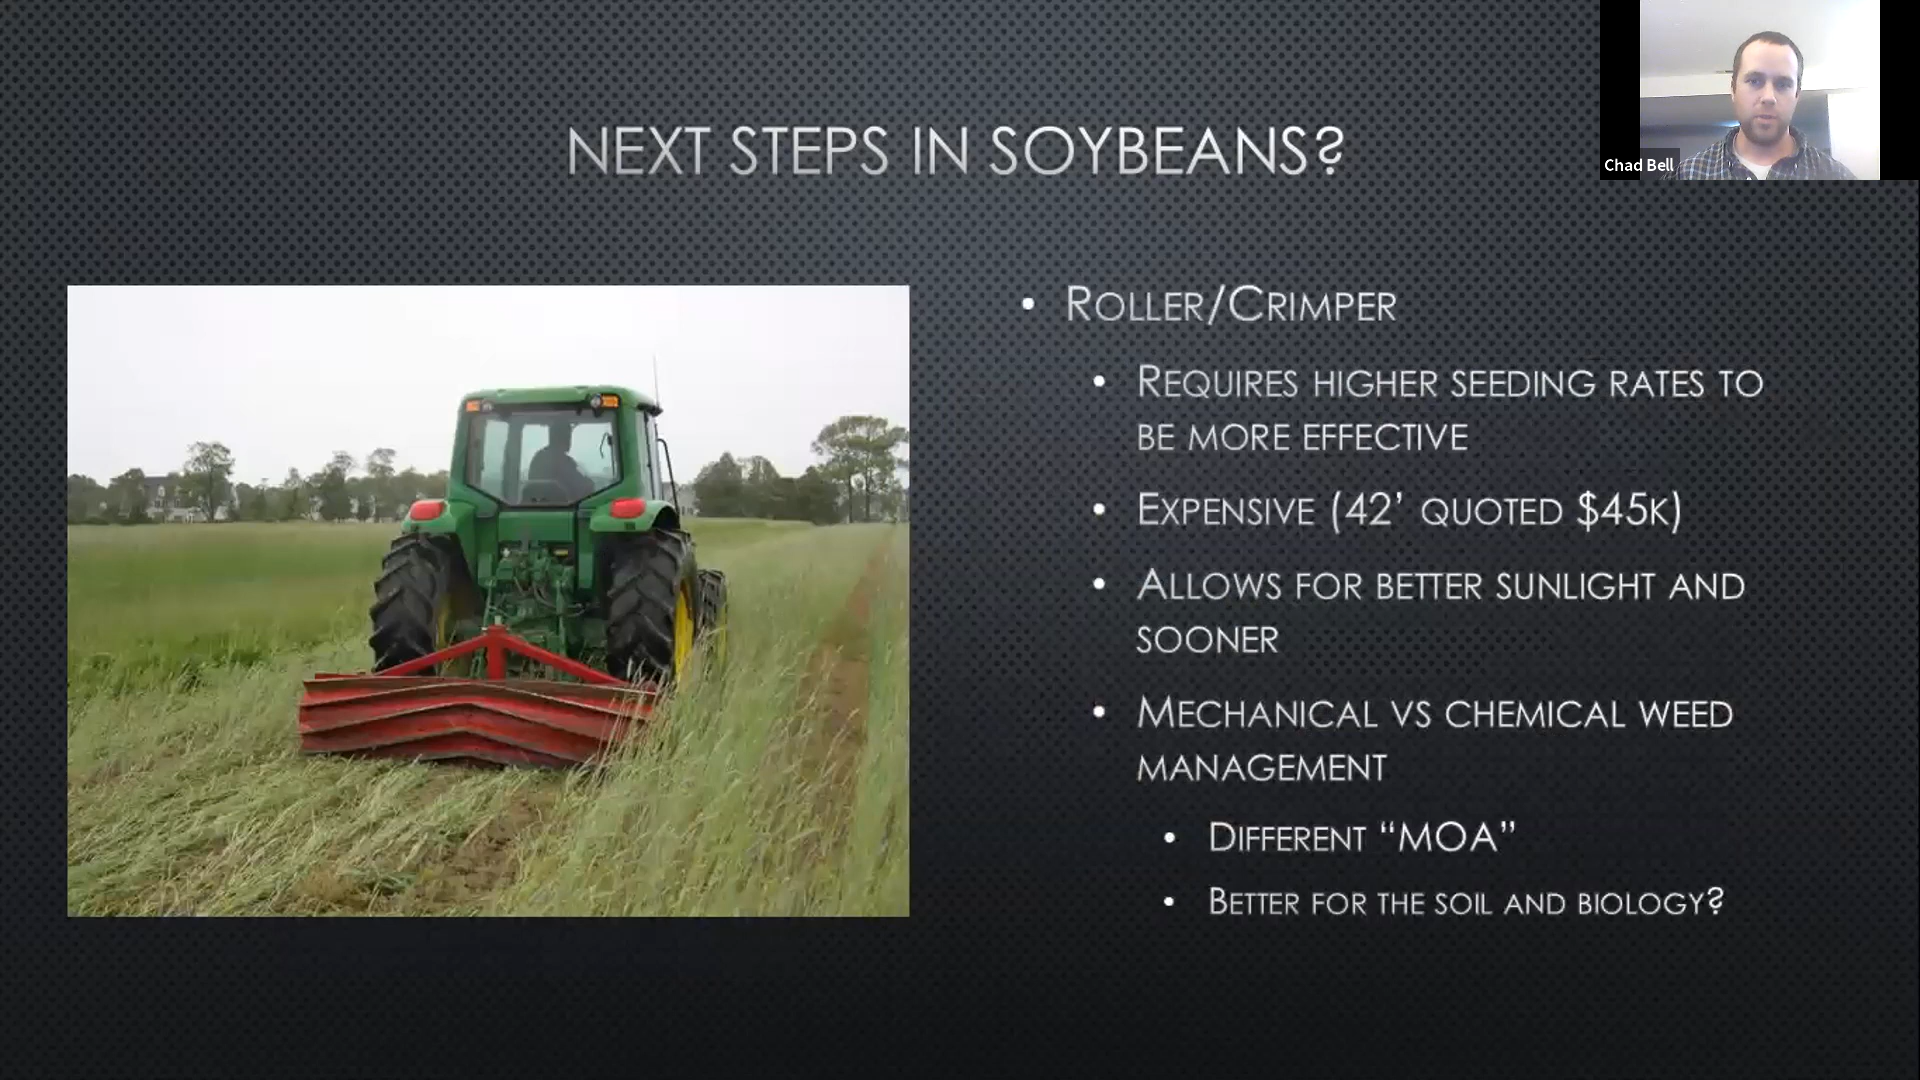 Chad Bell
NEXT STEPS IN SOYBEANS?
• ROLLER/CRIMPER
• REQUIRES HIGHER SEEDING RATES TO
BE MORE EFFECTIVE
• EXPENSIVE (42’ QUOTED $45K)
• ALLOWS FOR BETTER SUNLIGHT AND
SOONER
• MECHANICAL VS CHEMICAL WEED
MANAGEMENT
• DIFFERENT “MOA”
• BETTER FOR THE SOIL AND BIOLOGY?